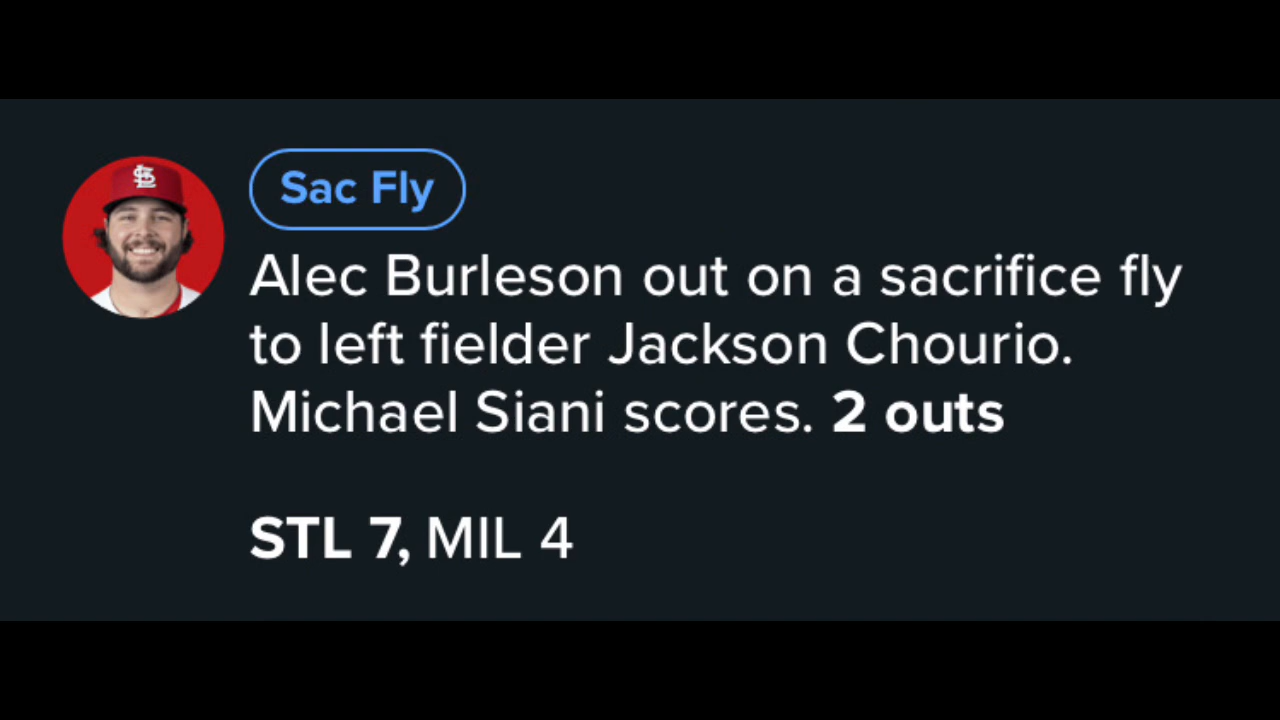 Sac Fly
Alec Burleson out on a sacrifice fly
to left fielder Jackson Chourio.
Michael Siani scores. 2 outs
STL 7, MIL 4